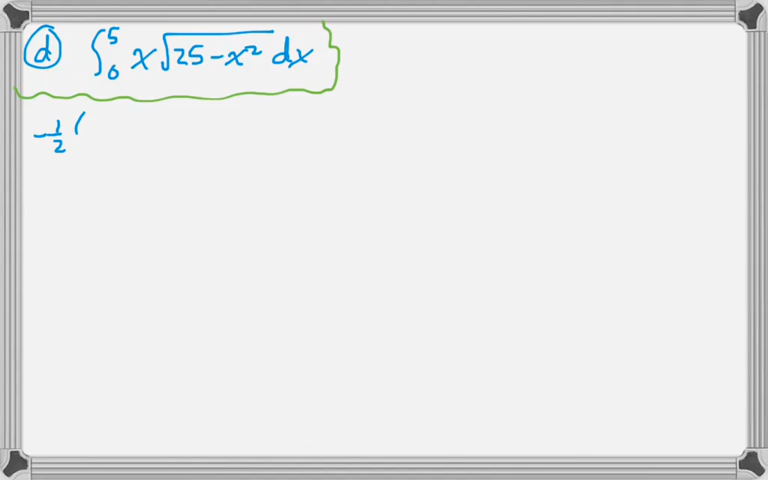 ⓓ ∫₀⁵ x√(25-x²) dx
-1/2 (